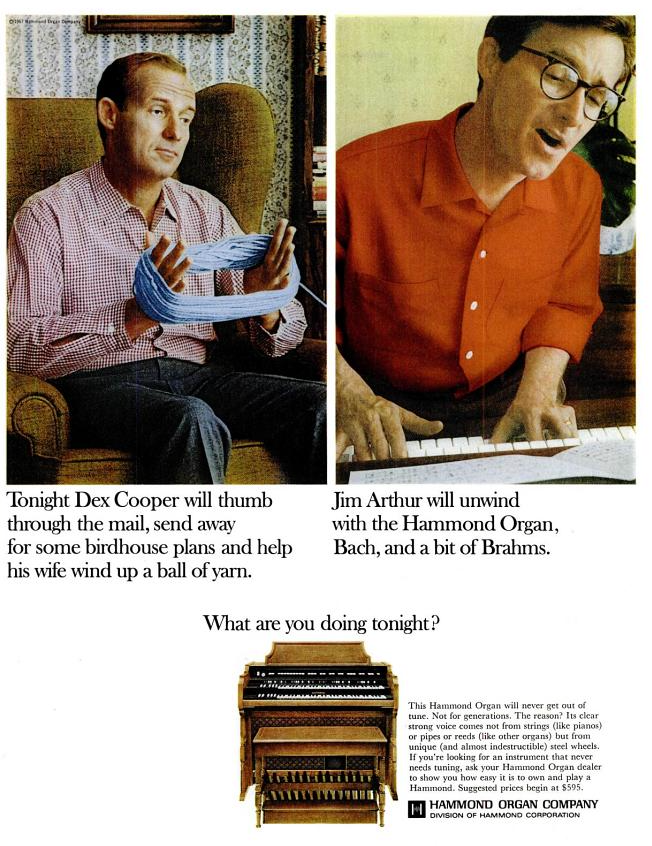 ©1967 Hammond Organ Company
Tonight Dex Cooper will thumb
through the mail, send away
for some birdhouse plans and help
his wife wind up a ball of yarn.
Jim Arthur will unwind
with the Hammond Organ,
Bach, and a bit of Brahms.
What are you doing tonight?
This Hammond Organ will never get out of
tune. Not for generations. The reason? Its clear
strong voice comes not from strings (like pianos)
or pipes or reeds (like other organs) but from
unique (and almost indestructible) steel wheels.
If you're looking for an instrument that never
needs tuning, ask your Hammond Organ dealer
to show you how easy it is to own and play a
Hammond. Suggested prices begin at $595.
HAMMOND ORGAN COMPANY
DIVISION OF HAMMOND CORPORATION